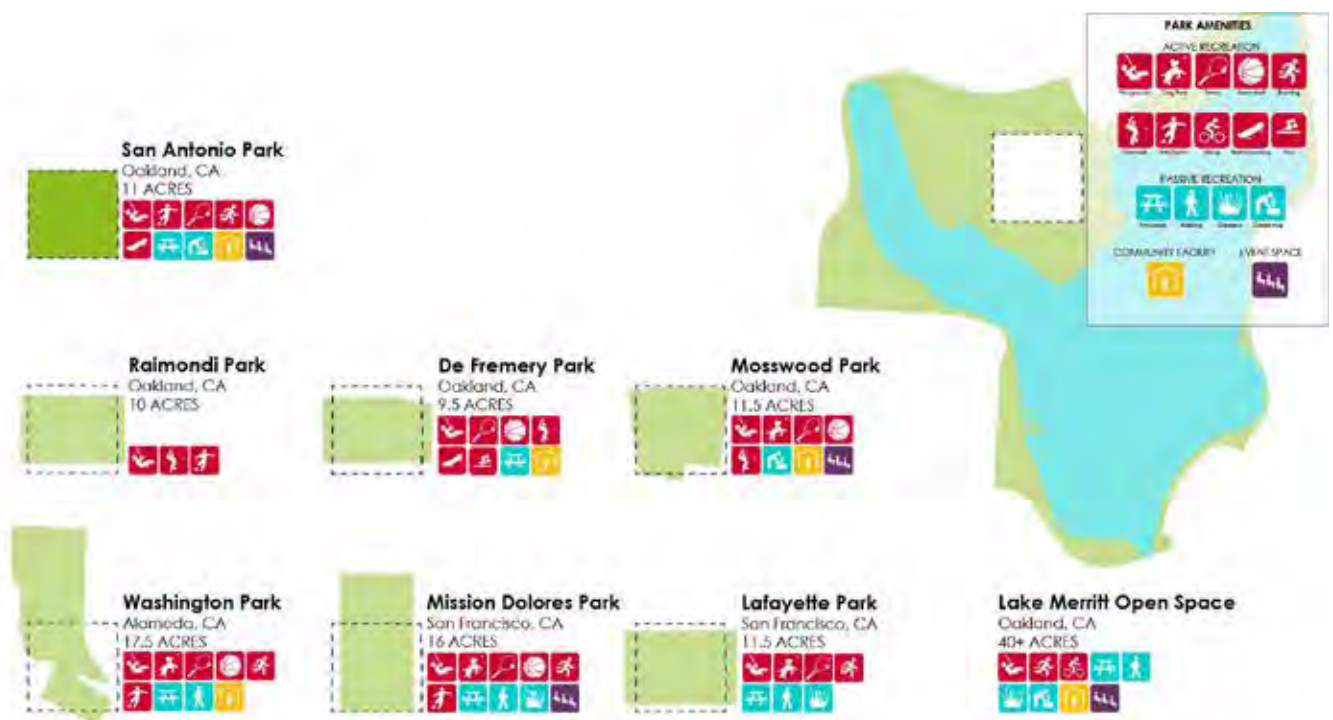 PARK AMENITIES
ACTIVE RECREATION
PASSIVE RECREATION
COMMUNITY FACILITY
EVENT SPACE
San Antonio Park
Oakland, CA
11 ACRES
Raimondi Park
Oakland, CA
10 ACRES
De Fremery Park
Oakland, CA
9.5 ACRES
Mosswood Park
Oakland, CA
11.5 ACRES
Washington Park
Alameda, CA
17.5 ACRES
Mission Dolores Park
San Francisco, CA
16 ACRES
Lafayette Park
San Francisco, CA
11.5 ACRES
Lake Merritt Open Space
Oakland, CA
40+ ACRES